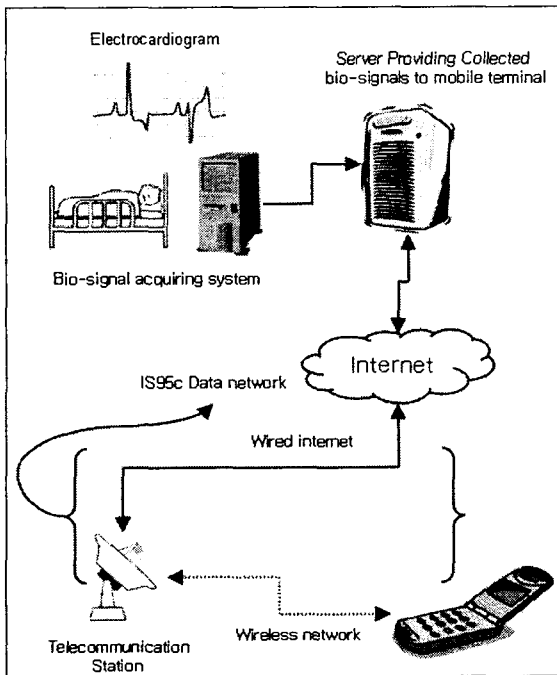 Electrocardiogram
Server Providing Collected
bio-signals to mobile terminal
Bio-signal acquiring system
Internet
IS95c Data network
Wired internet
Wireless network
Telecommunication
Station